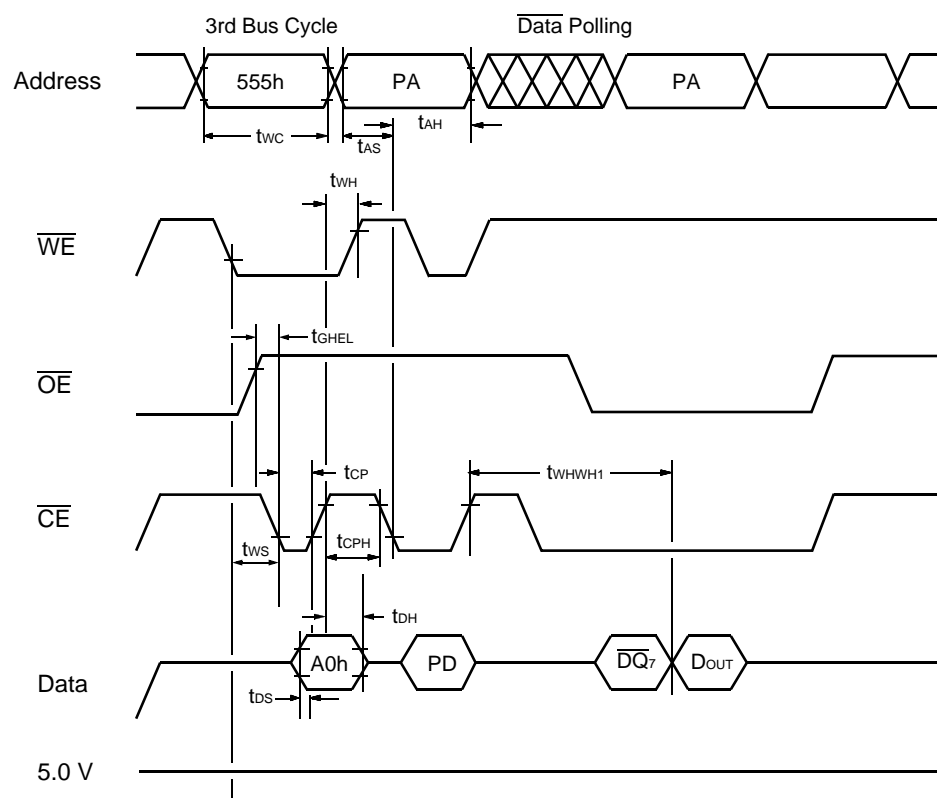 3rd Bus Cycle
Data Polling
Address
555h
PA
PA
tWC
tAS
tAH
tWH
WE
tGHEL
OE
tCP
tWHWH1
CE
tWS
tCPH
tDH
Data
A0h
PD
DQ7
DOUT
tDS
5.0 V